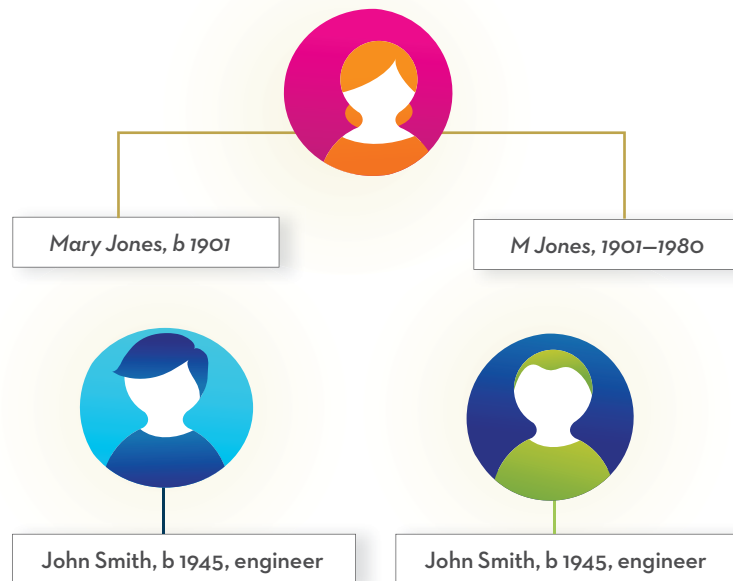 Mary Jones, b 1901
M Jones, 1901—1980
John Smith, b 1945, engineer
John Smith, b 1945, engineer